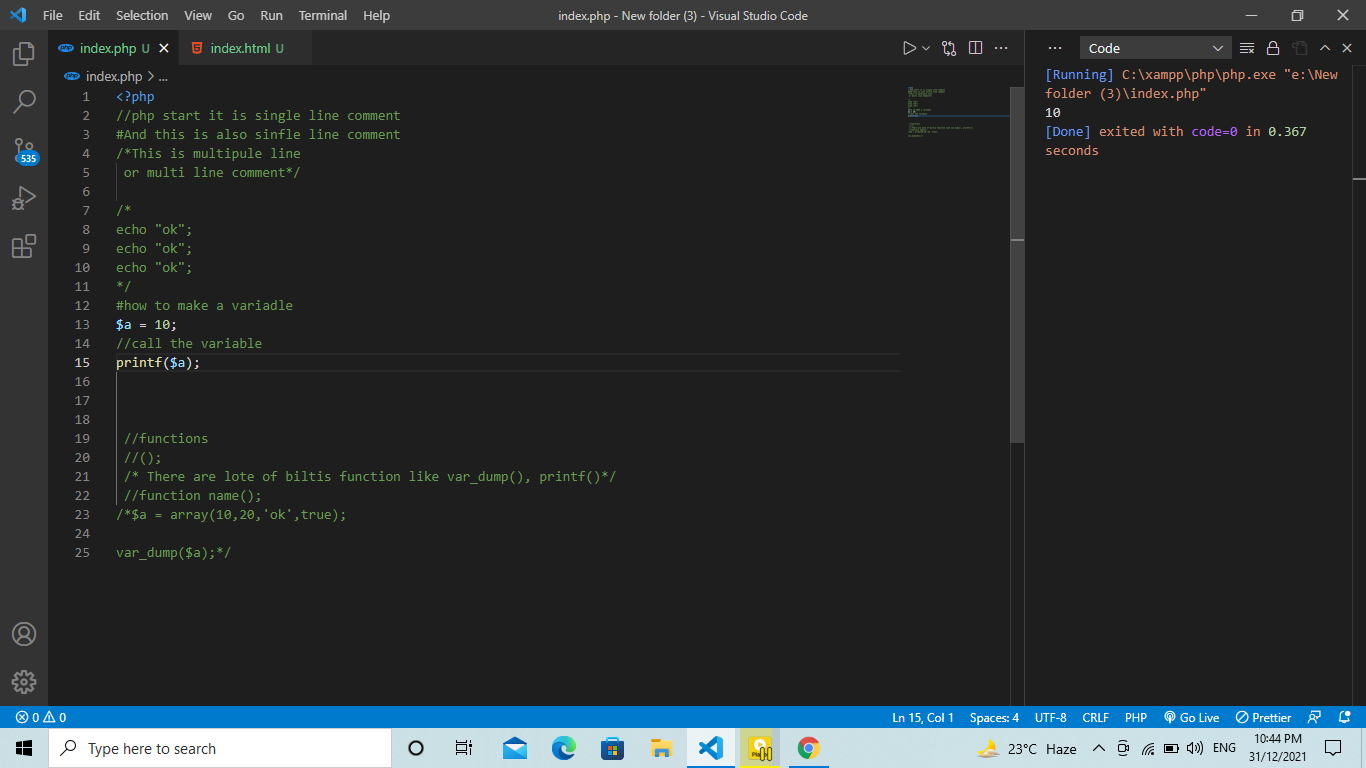 File Edit Selection View Go Run Terminal Help
index.php - New folder (3) - Visual Studio Code
index.php U
index.html U
index.php > ...
1 <?php
2 //php start it is single line comment
3 #And this is also sinfle line comment
4 /*This is multipule line
5 or multi line comment*/
6
7 /*
8 echo "ok";
9 echo "ok";
10 echo "ok";
11 */
12 #how to make a variadle
13 $a = 10;
14 //call the variable
15 printf($a);
16
17
18
19 //functions
20 //();
21 /* There are lote of biltis function like var_dump(), printf()*/
22 //function name();
23 /*$a = array(10,20,'ok',true);
24
25 var_dump($a);*/
Code
[Running] C:\xampp\php\php.exe "e:\New
folder (3)\index.php"
10
[Done] exited with code=0 in 0.367
seconds
535
0 0
Ln 15, Col 1 Spaces: 4 UTF-8 CRLF PHP Go Live Prettier
Type here to search
23°C Haze
ENG
10:44 PM
31/12/2021